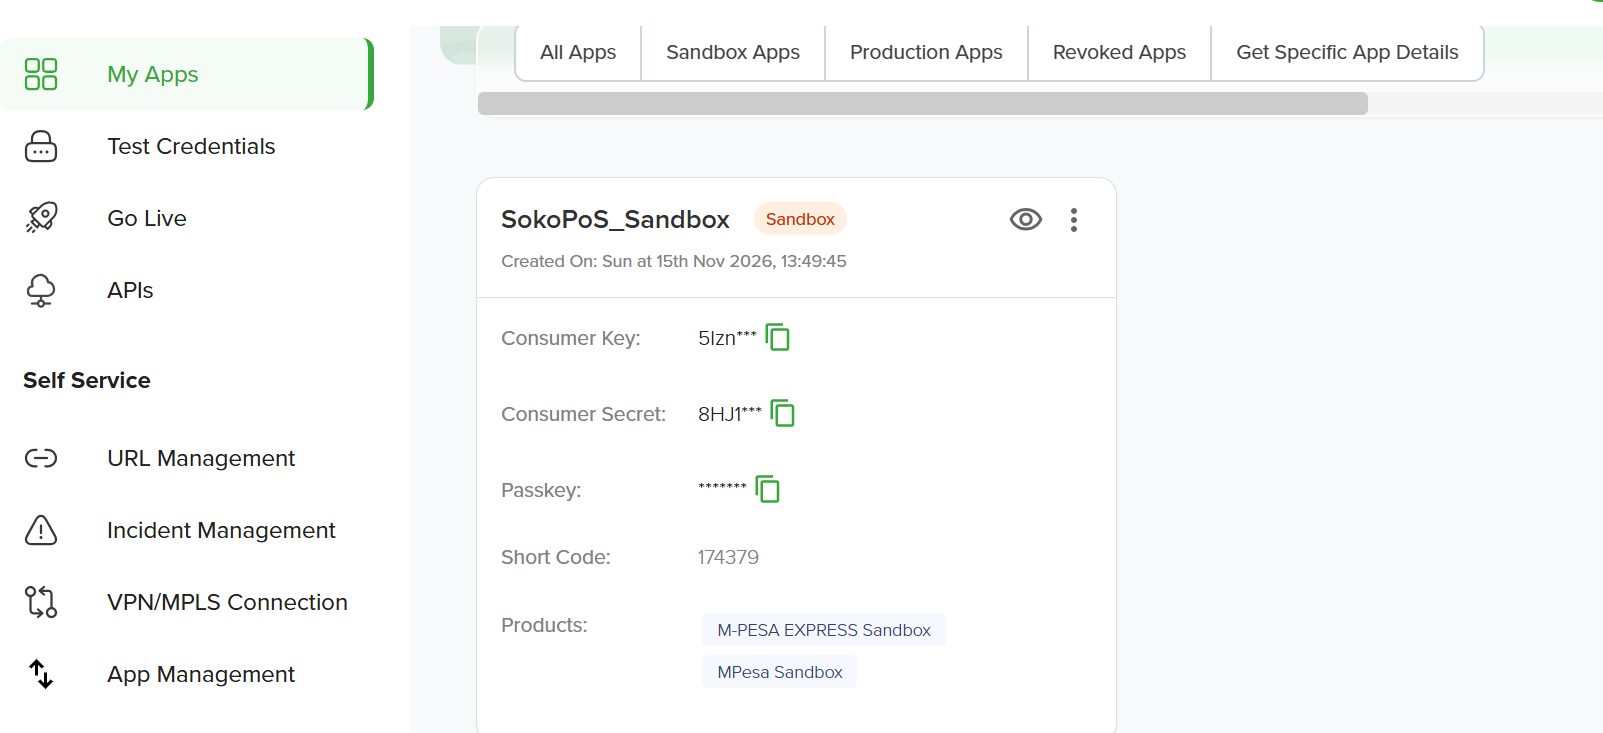 My Apps
Test Credentials
Go Live
APIs
Self Service
URL Management
Incident Management
VPN/MPLS Connection
App Management
All Apps
Sandbox Apps
Production Apps
Revoked Apps
Get Specific App Details
SokoPoS_Sandbox Sandbox
Created On: Sun at 15th Nov 2026, 13:49:45
Consumer Key: 5Izn***
Consumer Secret: 8HJ1***
Passkey: *******
Short Code: 174379
Products: M-PESA EXPRESS Sandbox
MPesa Sandbox